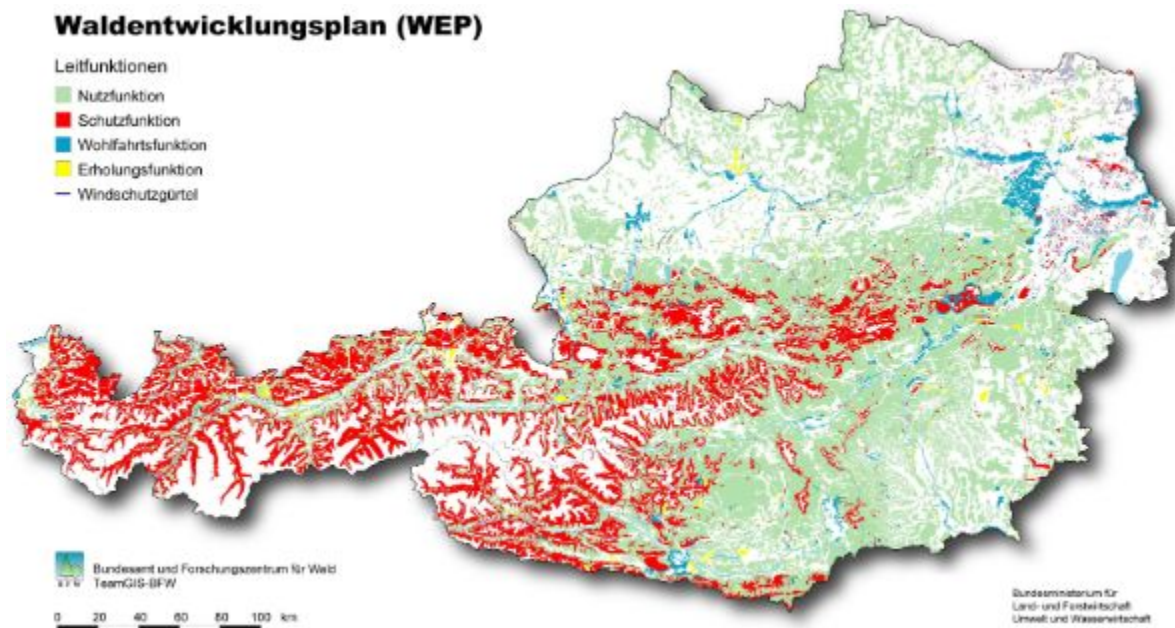 Waldentwicklungsplan (WEP)
Leitfunktionen
Nutzfunktion
Schutzfunktion
Wohlfahrtsfunktion
Erholungsfunktion
Windschutzgürtel
BFW
Bundesamt und Forschungszentrum für Wald
TeamGIS-BFW
0 20 40 60 80 100 km
Bundesministerium für
Land- und Forstwirtschaft
Umwelt und Wasserwirtschaft